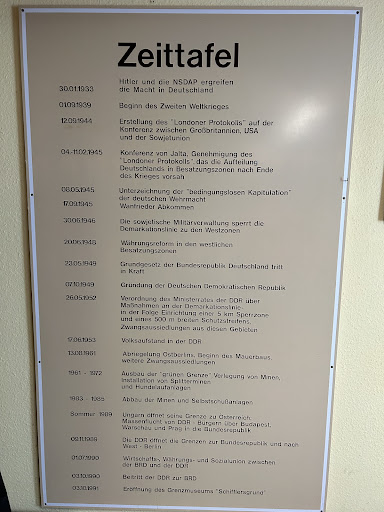 Zeittafel
30.01.1933 Hitler und die NSDAP ergreifen
die Macht in Deutschland
01.09.1939 Beginn des Zweiten Weltkrieges
12.09.1944 Erstellung des "Londoner Protokolls" auf der
Konferenz zwischen Großbritannien, USA
und der Sowjetunion
04.-11.02.1945 Konferenz von Jalta, Genehmigung des
"Londoner Protokolls", das die Aufteilung
Deutschlands in Besatzungszonen nach Ende
des Krieges vorsah
08.05.1945 Unterzeichnung der "bedingungslosen Kapitulation"
der deutschen Wehrmacht
17.09.1945 Wanfrieder Abkommen
30.06.1946 Die sowjetische Militärverwaltung sperrt die
Demarkationslinie zu den Westzonen
20.06.1948 Währungsreform in den westlichen
Besatzungszonen
23.05.1949 Grundgesetz der Bundesrepublik Deutschland tritt
in Kraft
07.10.1949 Gründung der Deutschen Demokratischen Republik
26.05.1952 Verordnung des Ministerrates der DDR über
Maßnahmen an der Demarkationslinie,
in der Folge Einrichtung einer 5 km Sperrzone
und eines 500 m breiten Schutzstreifens,
Zwangsaussiedlungen aus diesen Gebieten
17.06.1953 Volksaufstand in der DDR
13.08.1961 Abriegelung Ostberlins, Beginn des Mauerbaus,
weitere Zwangsaussiedlungen
1961 - 1972 Ausbau der "grünen Grenze", Verlegung von Minen,
Installation von Splitterminen
und Hundelaufanlagen
1983 - 1985 Abbau der Minen und Selbstschußanlagen
Sommer 1989 Ungarn öffnet seine Grenze zu Österreich.
Massenflucht von DDR - Bürgern über Budapest,
Warschau und Prag in die Bundesrepublik
09.11.1989 Die DDR öffnet die Grenzen zur Bundesrepublik und nach
West - Berlin
01.07.1990 Wirtschafts-, Währungs- und Sozialunion zwischen
der BRD und der DDR
03.10.1990 Beitritt der DDR zur BRD
03.10.1991 Eröffnung des Grenzmuseums "Schifflersgrund"